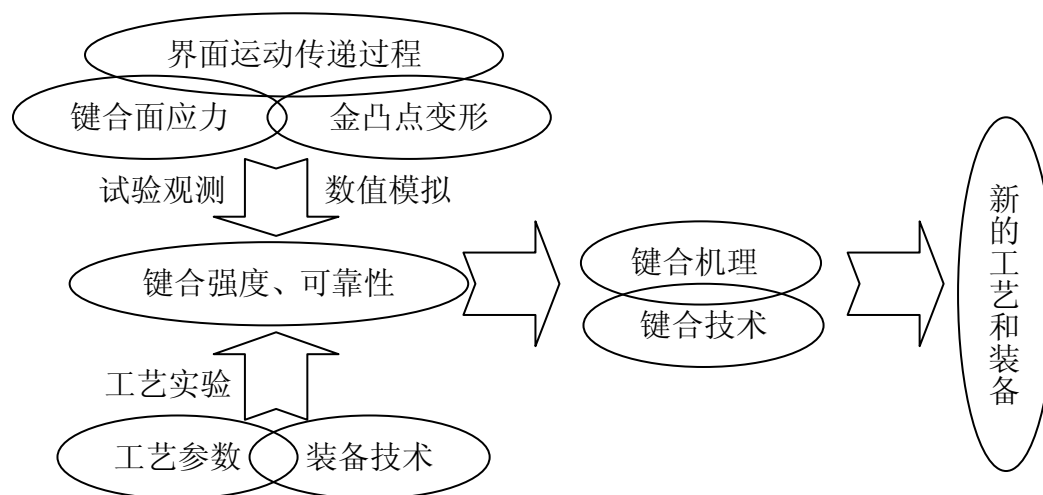 界面运动传递过程
键合面应力
金凸点变形
试验观测
数值模拟
键合强度、可靠性
工艺实验
工艺参数
装备技术
键合机理
键合技术
新的工艺和装备